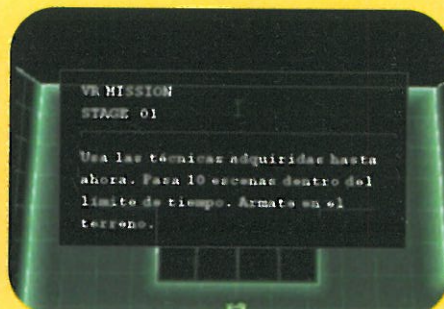 VR MISSION
STAGE 01
Usa las técnicas adquiridas hasta
ahora. Pasa 10 escenas dentro del
límite de tiempo. Armate en el
terreno.